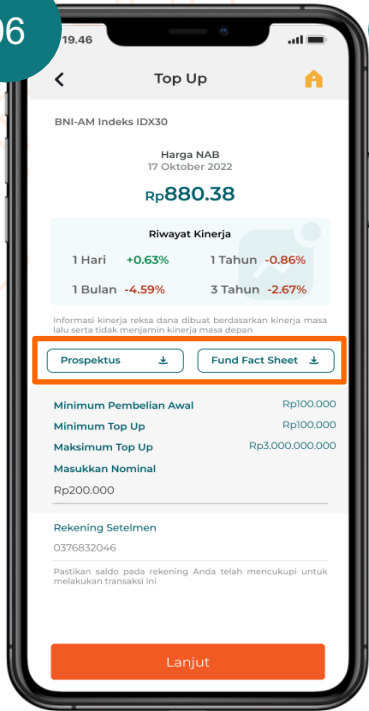 06
19.46
Top Up
BNI-AM Indeks IDX30
Harga NAB
17 Oktober 2022
Rp880.38
Riwayat Kinerja
1 Hari +0.63% 1 Tahun -0.86%
1 Bulan -4.59% 3 Tahun -2.67%
Informasi kinerja reksa dana dibuat berdasarkan kinerja masa
lalu serta tidak menjamin kinerja masa depan
Prospektus Fund Fact Sheet
Minimum Pembelian Awal Rp100.000
Minimum Top Up Rp100.000
Maksimum Top Up Rp3.000.000.000
Masukkan Nominal
Rp200.000
Rekening Setelmen
0376832046
Pastikan saldo pada rekening Anda telah mencukupi untuk
melakukan transaksi ini
Lanjut